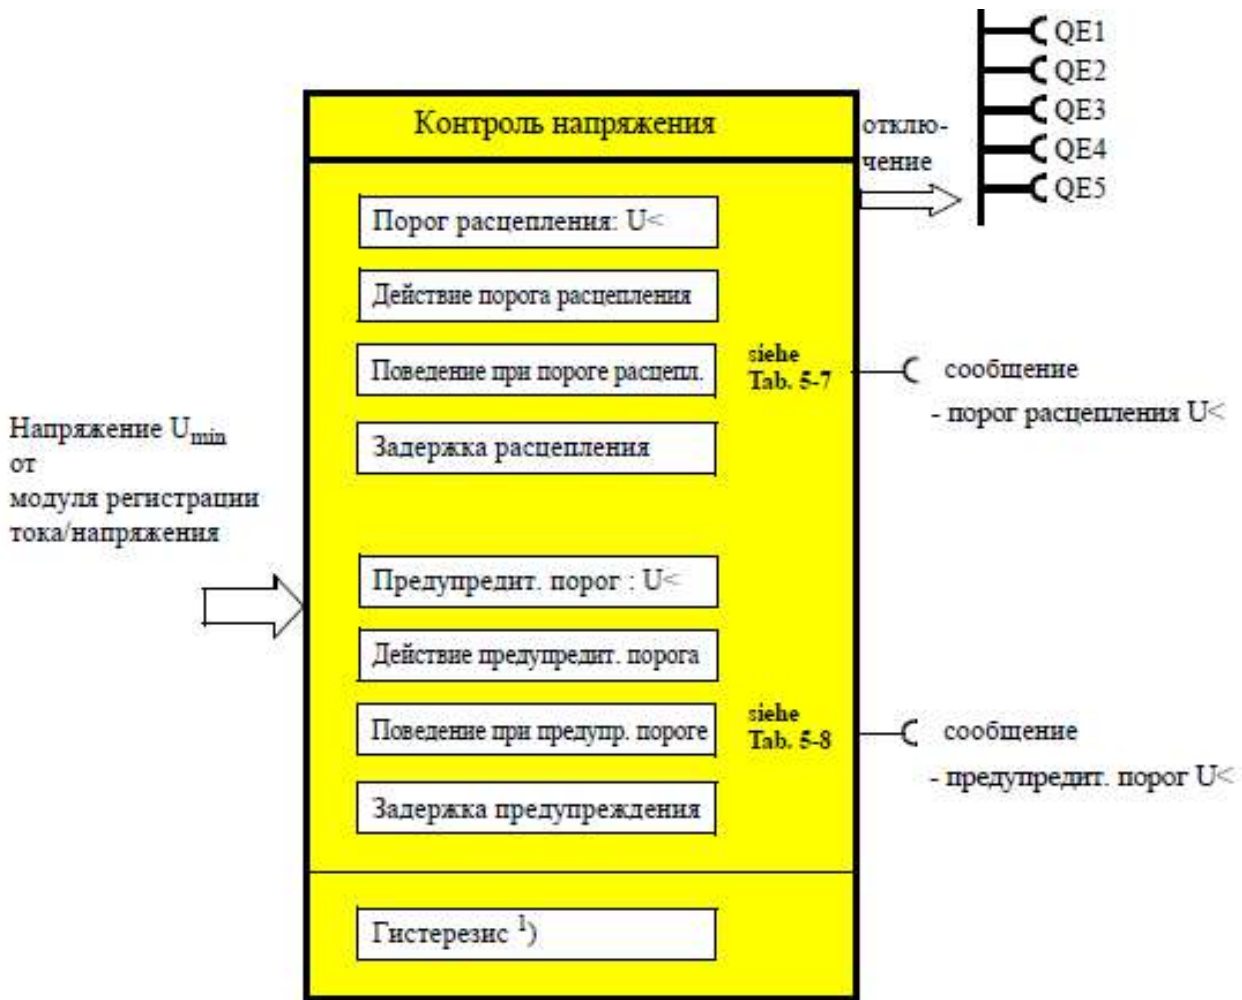 QE1
QE2
QE3
QE4
QE5
Контроль напряжения
отклю-
чение
Порог расцепления: U<
Действие порога расцепления
Поведение при пороге расцепл.
siehe
Tab. 5-7
сообщение
- порог расцепления U<
Задержка расцепления
Напряжение Umin
от
модуля регистрации
тока/напряжения
Предупредит. порог : U<
Действие предупредит. порога
Поведение при предупр. пороге
siehe
Tab. 5-8
сообщение
- предупредит. порог U<
Задержка предупреждения
Гистерезис 1)